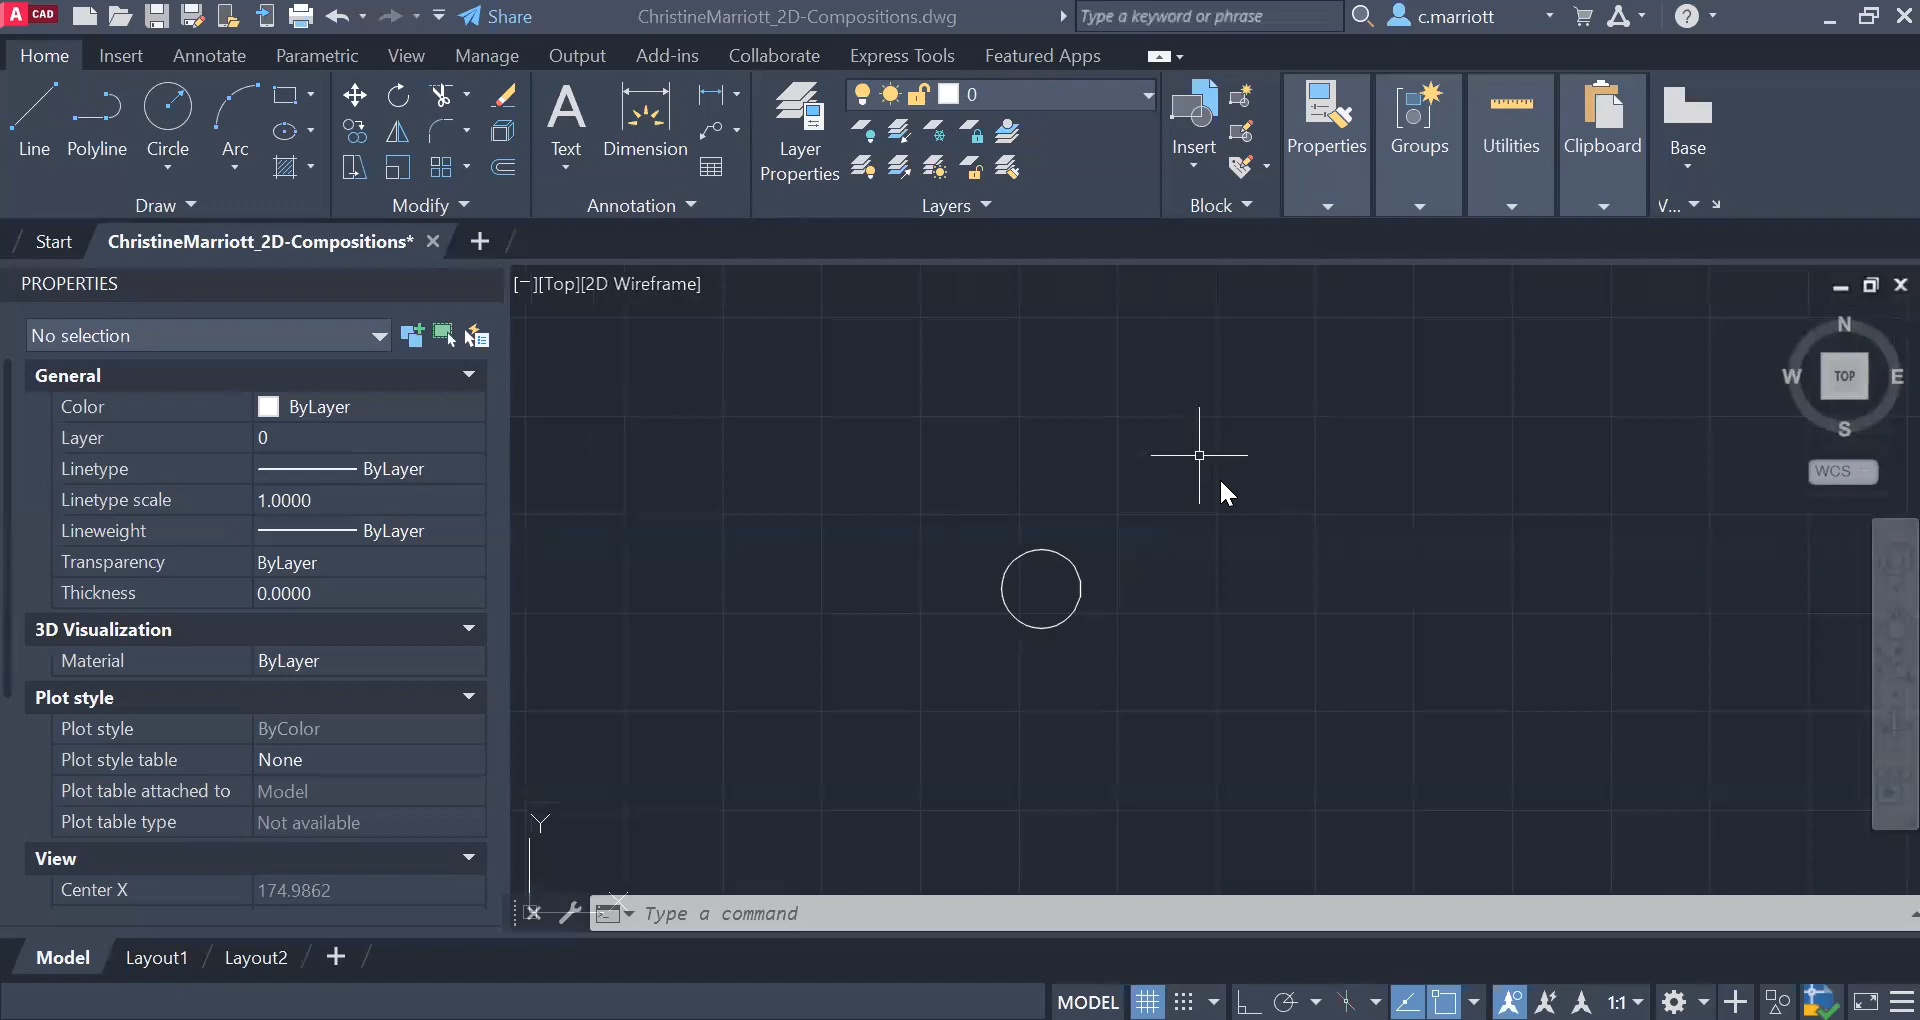 A CAD
Share
ChristineMarriott_2D-Compositions.dwg
Type a keyword or phrase
c.marriott
?
Home Insert Annotate Parametric View Manage Output Add-ins Collaborate Express Tools Featured Apps
0
Line Polyline Circle Arc
A
Text Dimension
Layer
Properties
Insert
Properties Groups Utilities Clipboard Base
Draw Modify Annotation Layers Block V...
Start ChristineMarriott_2D-Compositions*
PROPERTIES
[−][Top][2D Wireframe]
No selection
General
Color ByLayer
Layer 0
Linetype ByLayer
Linetype scale 1.0000
Lineweight ByLayer
Transparency ByLayer
Thickness 0.0000
3D Visualization
Material ByLayer
Plot style
Plot style ByColor
Plot style table None
Plot table attached to Model
Plot table type Not available
View
Center X 174.9862
N
W TOP E
S
WCS
Y
X
Type a command
Model Layout1 Layout2
MODEL
1:1